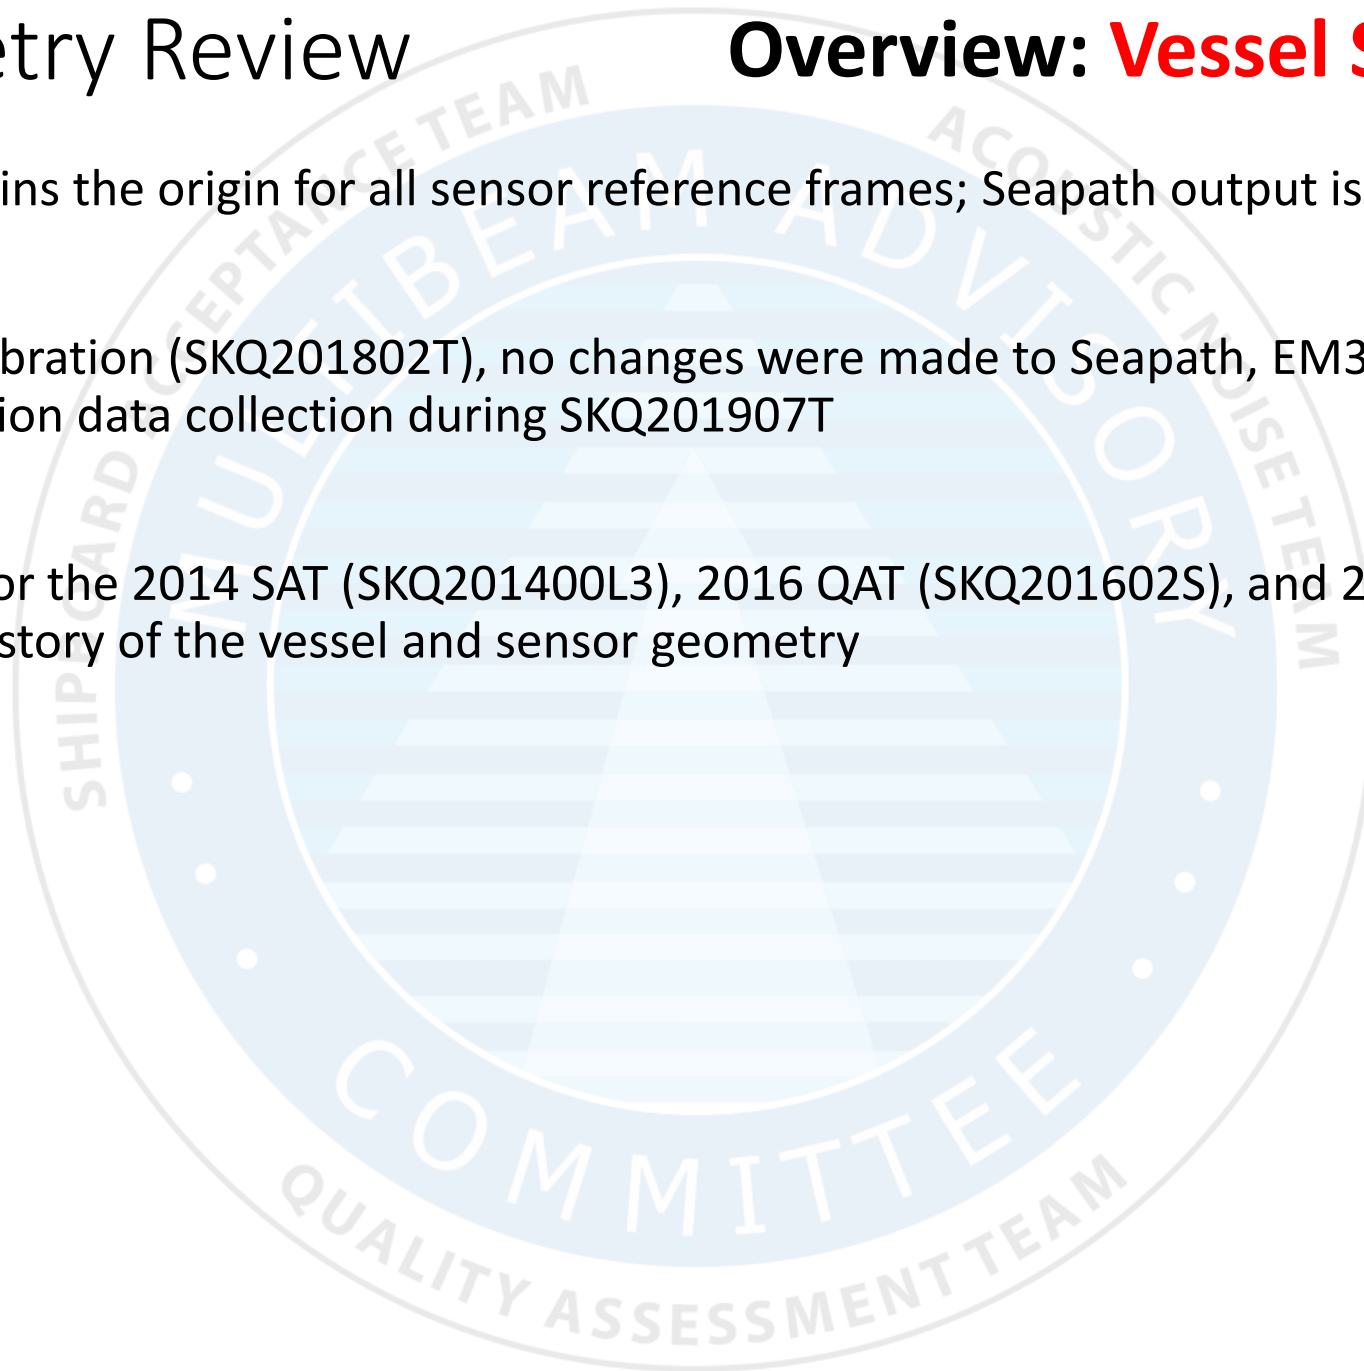 etry Review Overview: Vessel S
ins the origin for all sensor reference frames; Seapath output is
bration (SKQ201802T), no changes were made to Seapath, EM3
ion data collection during SKQ201907T
or the 2014 SAT (SKQ201400L3), 2016 QAT (SKQ201602S), and 2
story of the vessel and sensor geometry
SHIPBOARD ACCEPTANCE TEAM
ACOUSTIC NOISE TEAM
MULTIBEAM ADVISORY
COMMITTEE
QUALITY ASSESSMENT TEAM